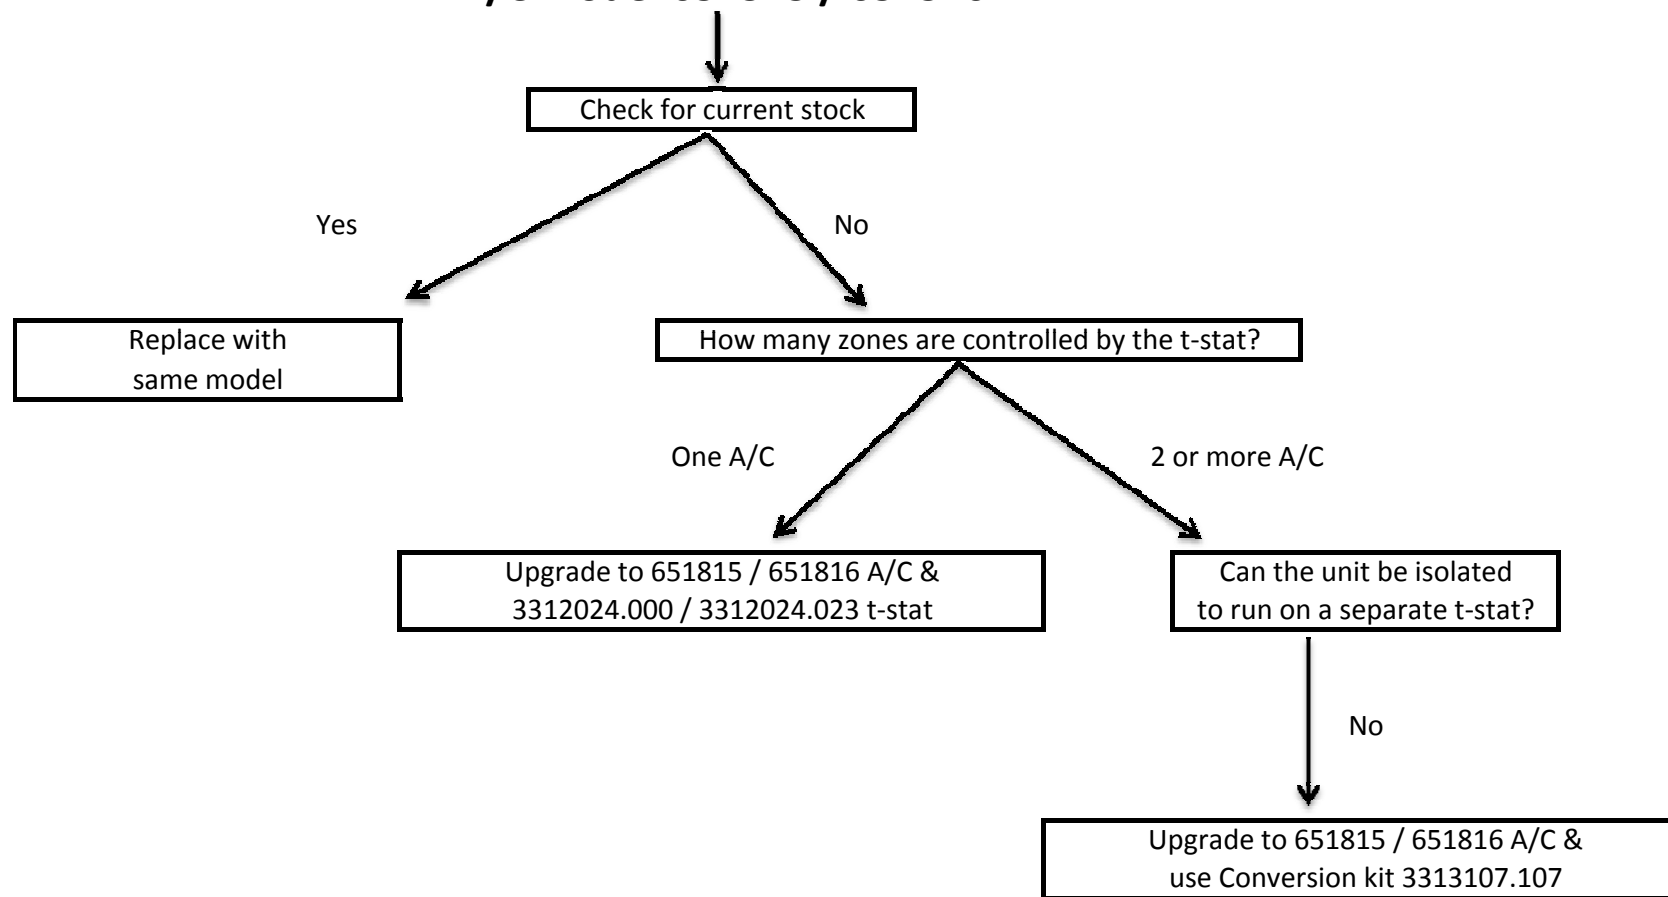 Check for current stock
Yes
No
Replace with
same model
How many zones are controlled by the t-stat?
One A/C
2 or more A/C
Upgrade to 651815 / 651816 A/C &
3312024.000 / 3312024.023 t-stat
Can the unit be isolated
to run on a separate t-stat?
No
Upgrade to 651815 / 651816 A/C &
use Conversion kit 3313107.107